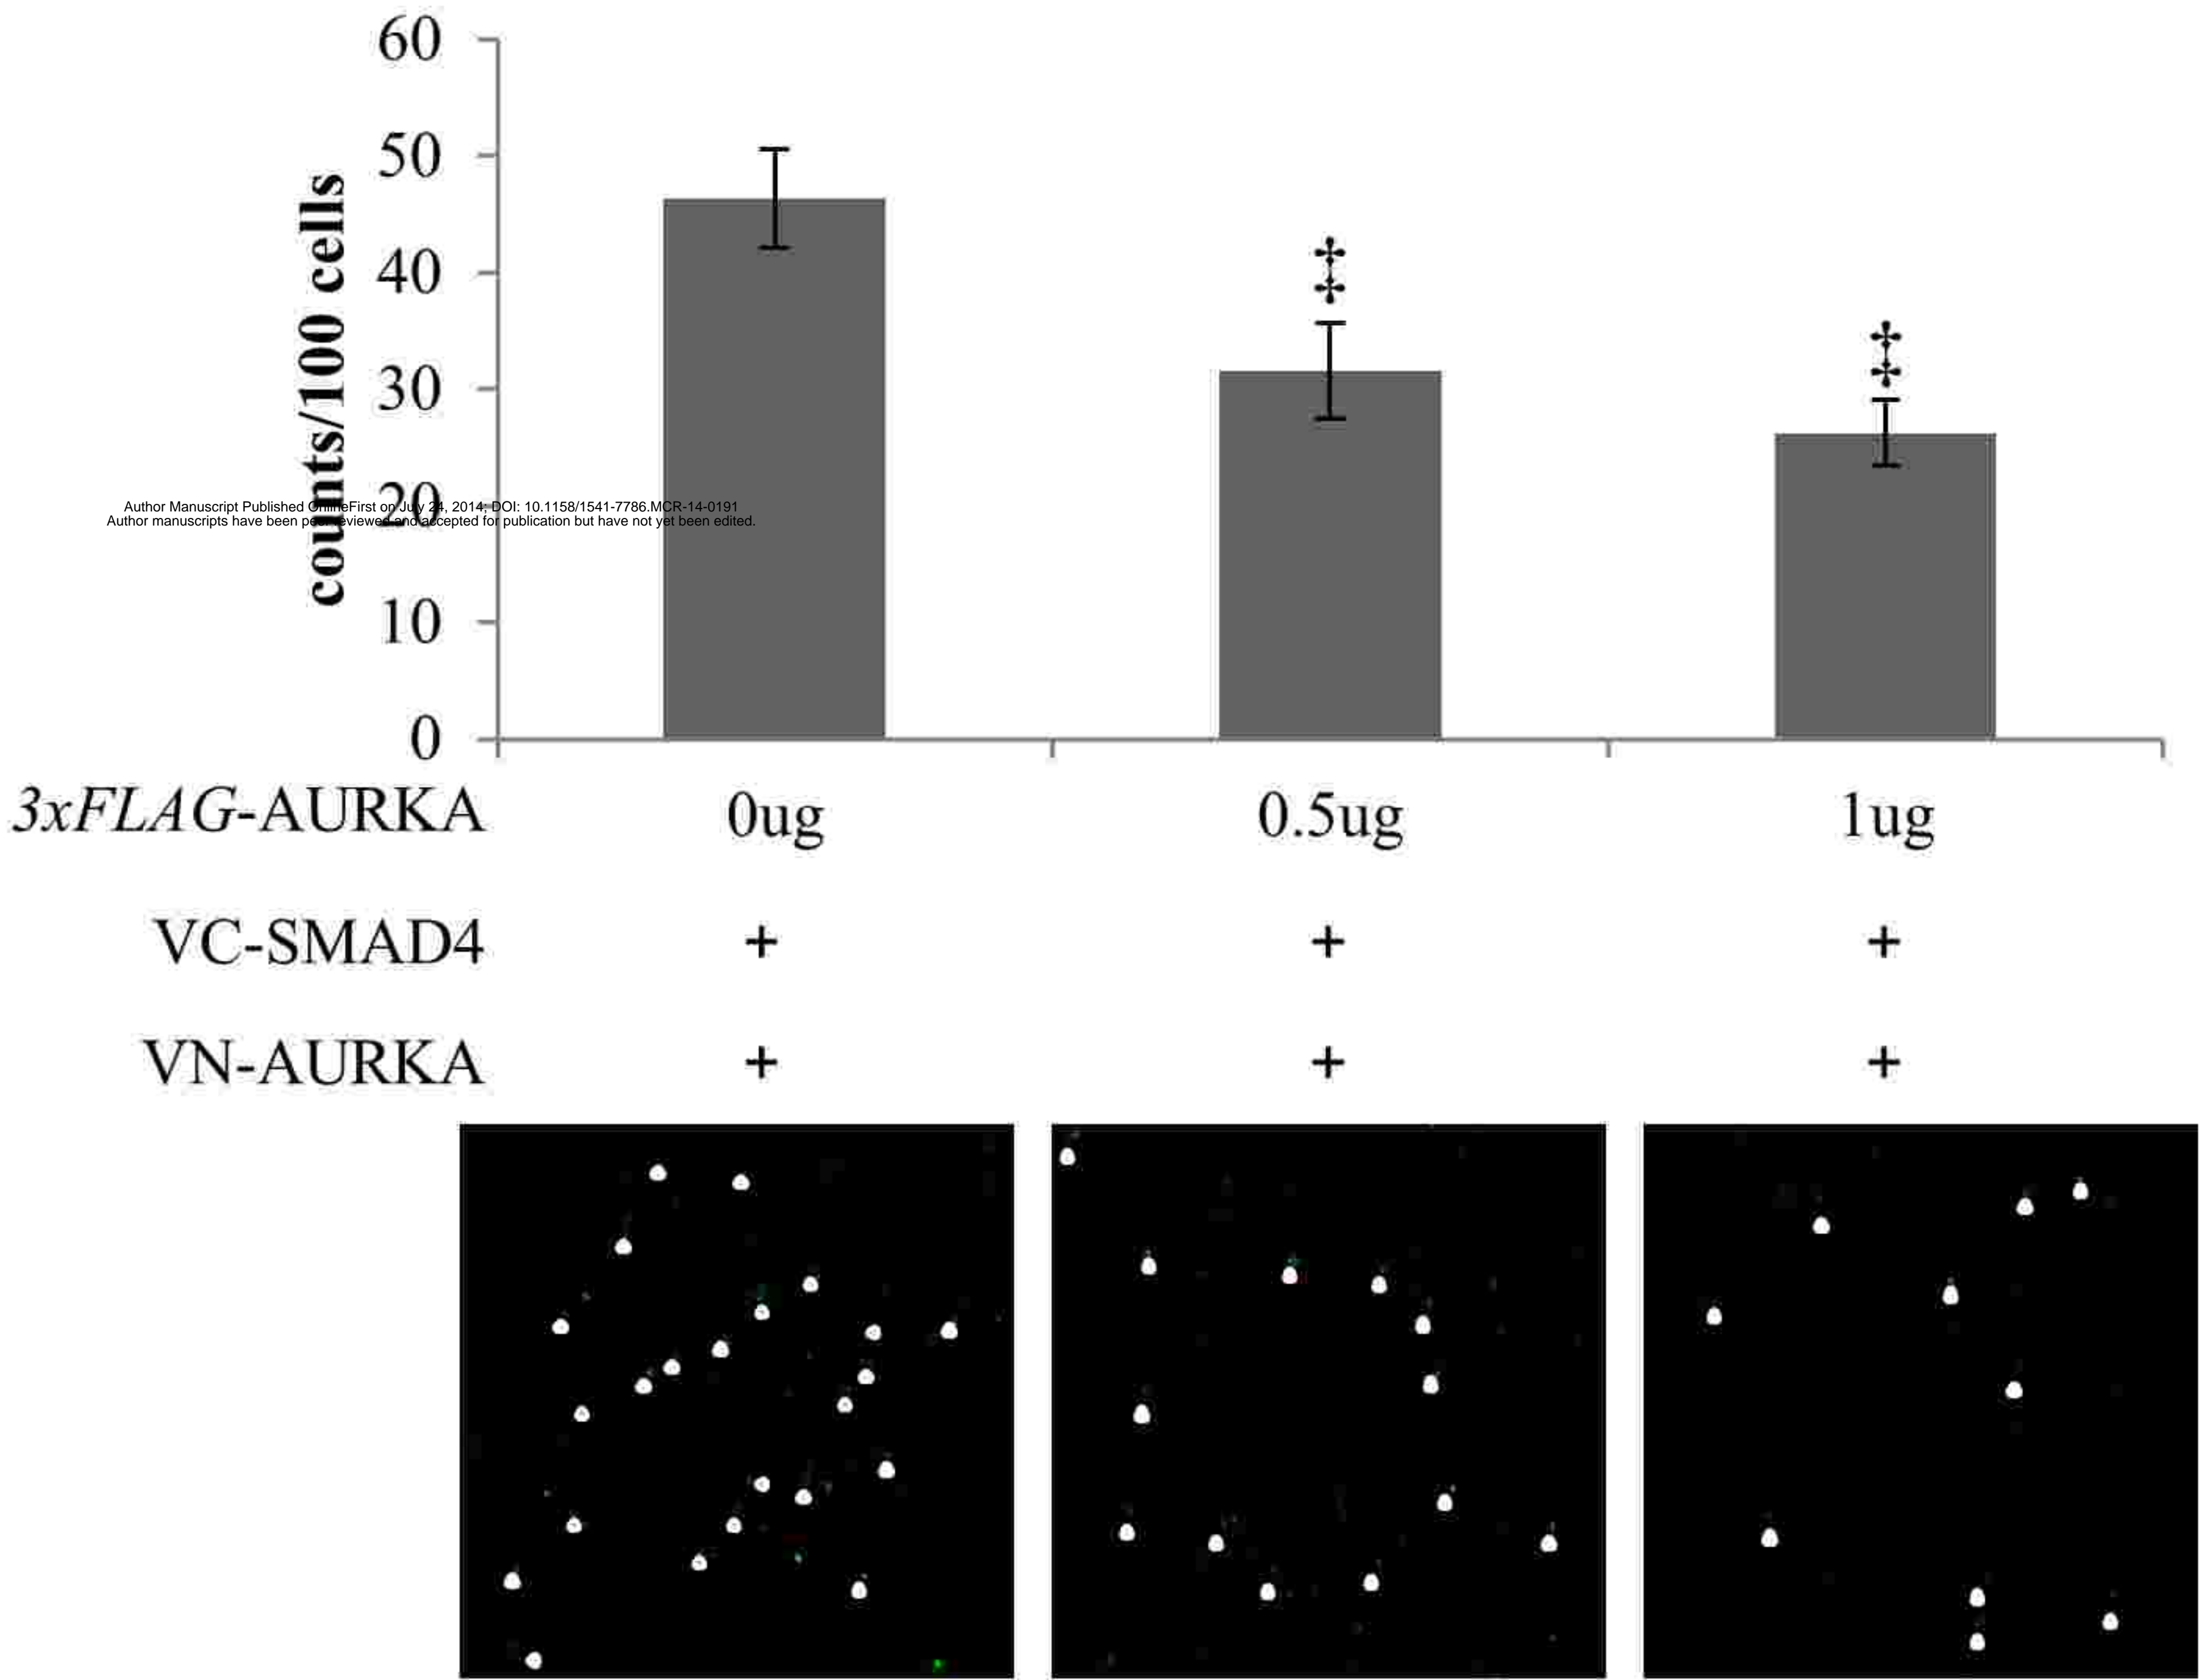 60
50
40
30
20
10
0
counts/100 cells
‡
‡
Author Manuscript Published OnlineFirst on July 24, 2014; DOI: 10.1158/1541-7786.MCR-14-0191
Author manuscripts have been peer reviewed and accepted for publication but have not yet been edited.
3xFLAG-AURKA 0ug 0.5ug 1ug
VC-SMAD4 + + +
VN-AURKA + + +